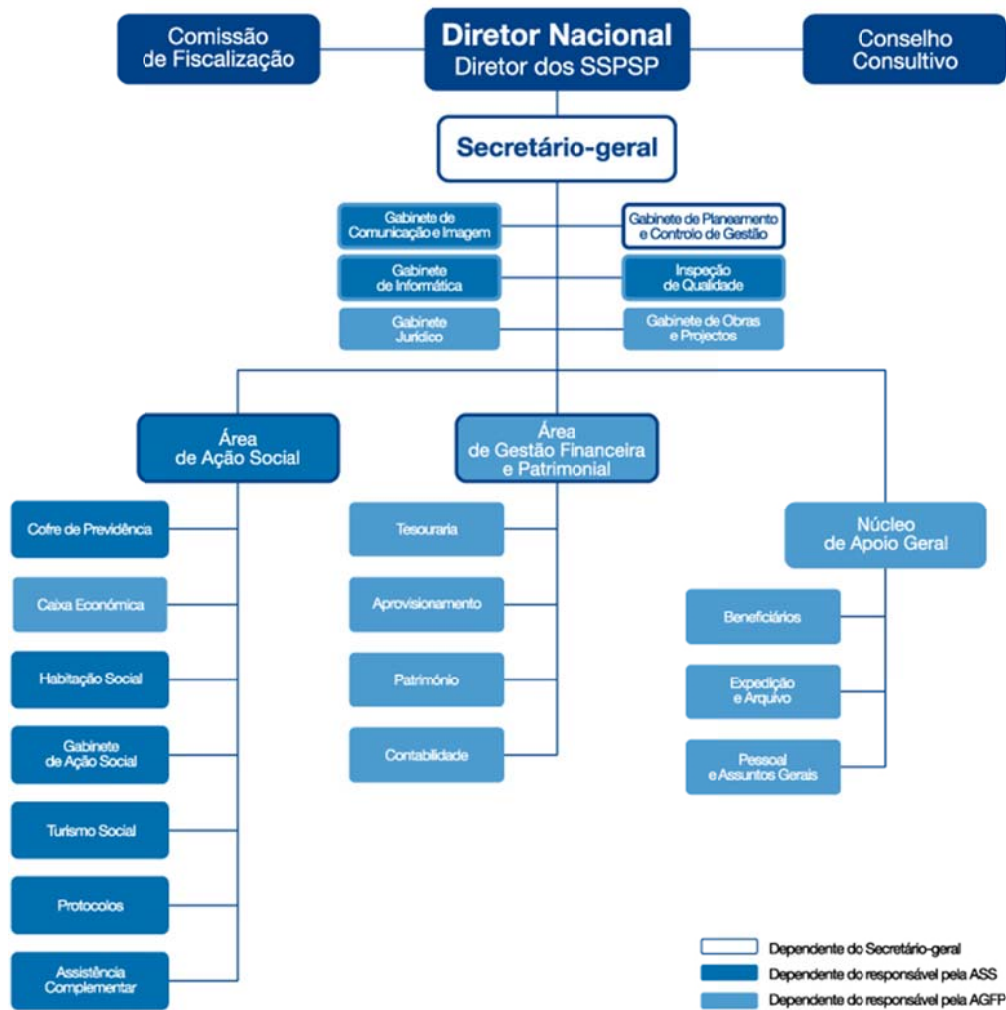 Comissão
de Fiscalização
Diretor Nacional
Diretor dos SSPSP
Conselho
Consultivo
Secretário-geral
Gabinete de
Comunicação e Imagem
Gabinete de Planeamento
e Controlo de Gestão
Gabinete
de Informática
Inspeção
de Qualidade
Gabinete
Jurídico
Gabinete de Obras
e Projectos
Área
de Ação Social
Área
de Gestão Financeira
e Patrimonial
Núcleo
de Apoio Geral
Cofre de Previdência
Caixa Económica
Habitação Social
Gabinete
de Ação Social
Turismo Social
Protocolos
Assistência
Complementar
Tesouraria
Aprovisionamento
Património
Contabilidade
Beneficiários
Expedição
e Arquivo
Pessoal
e Assuntos Gerais
Dependente do Secretário-geral
Dependente do responsável pela ASS
Dependente do responsável pela AGFP